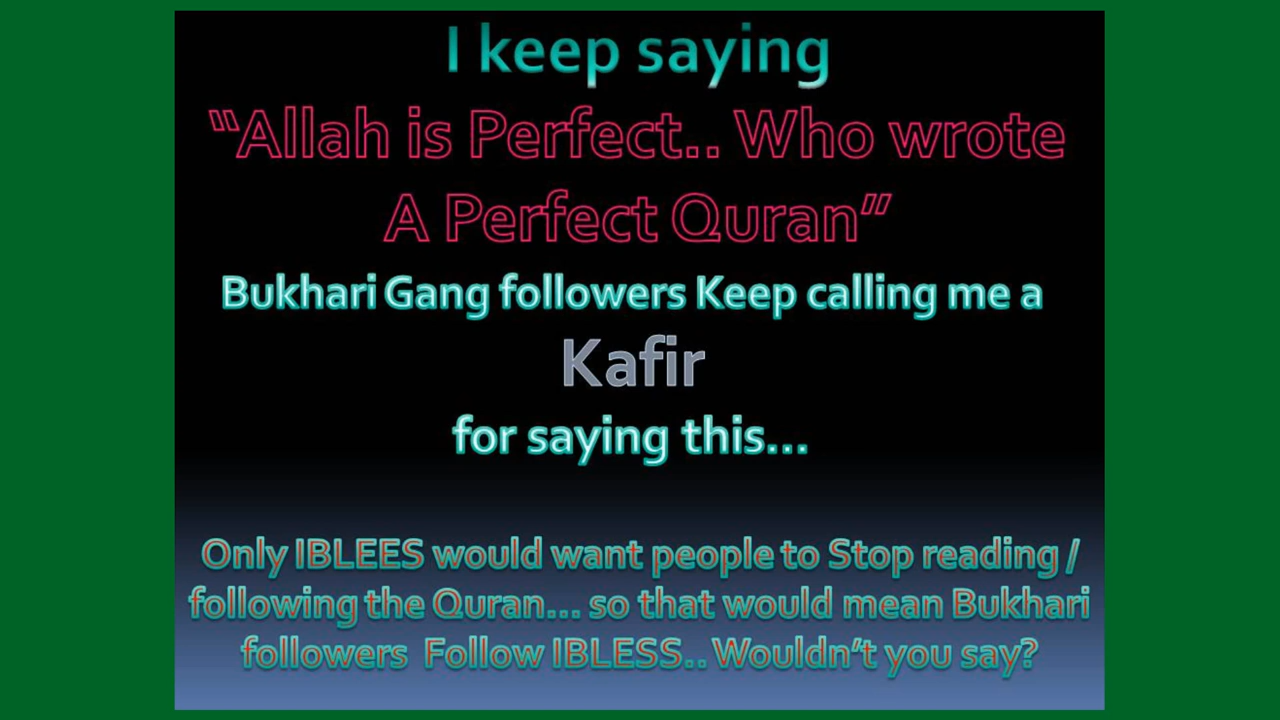 I keep saying
“Allah is Perfect.. Who wrote
A Perfect Quran”
Bukhari Gang followers Keep calling me a
Kafir
for saying this...
Only IBLEES would want people to Stop reading /
following the Quran... so that would mean Bukhari
followers Follow IBLESS.. Wouldn’t you say?